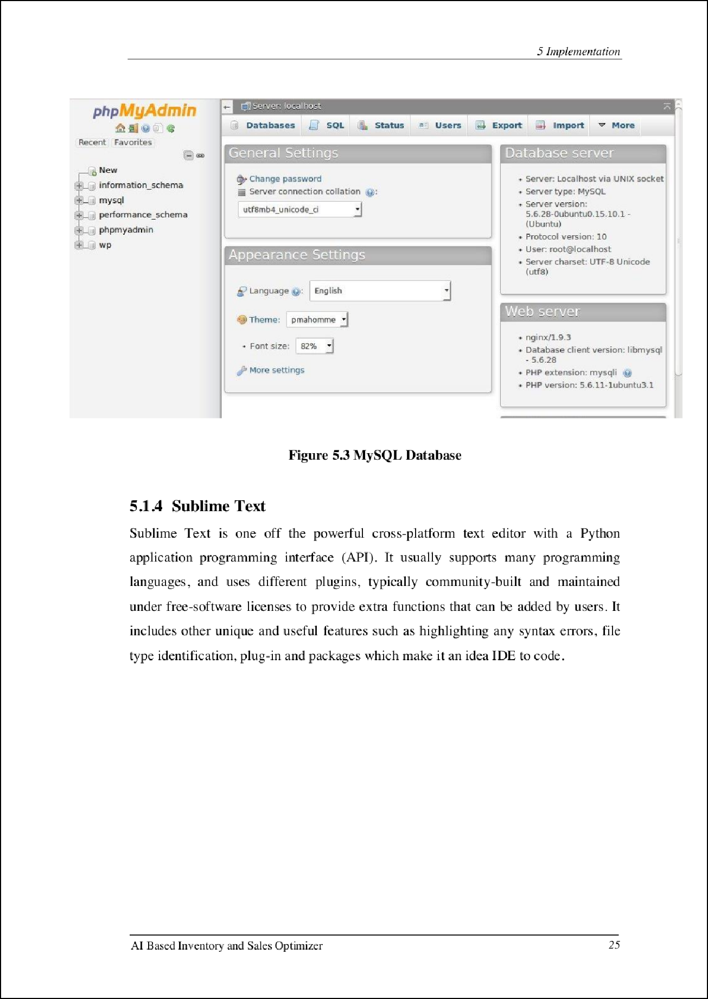 5 Implementation
phpMyAdmin
Recent Favorites
New
information_schema
mysql
performance_schema
phpmyadmin
wp
Server: localhost
Databases SQL Status Users Export Import More
General Settings
Change password
Server connection collation :
utf8mb4_unicode_ci
Appearance Settings
Language : English
Theme: pmahomme
• Font size: 82%
More settings
Database server
• Server: Localhost via UNIX socket
• Server type: MySQL
• Server version:
5.6.28-0ubuntu0.15.10.1 -
(Ubuntu)
• Protocol version: 10
• User: root@localhost
• Server charset: UTF-8 Unicode
(utf8)
Web server
• nginx/1.9.3
• Database client version: libmysql
- 5.6.28
• PHP extension: mysqli
• PHP version: 5.6.11-1ubuntu3.1
Figure 5.3 MySQL Database
5.1.4 Sublime Text
Sublime Text is one off the powerful cross-platform text editor with a Python
application programming interface (API). It usually supports many programming
languages, and uses different plugins, typically community-built and maintained
under free-software licenses to provide extra functions that can be added by users. It
includes other unique and useful features such as highlighting any syntax errors, file
type identification, plug-in and packages which make it an idea IDE to code.
AI Based Inventory and Sales Optimizer 25